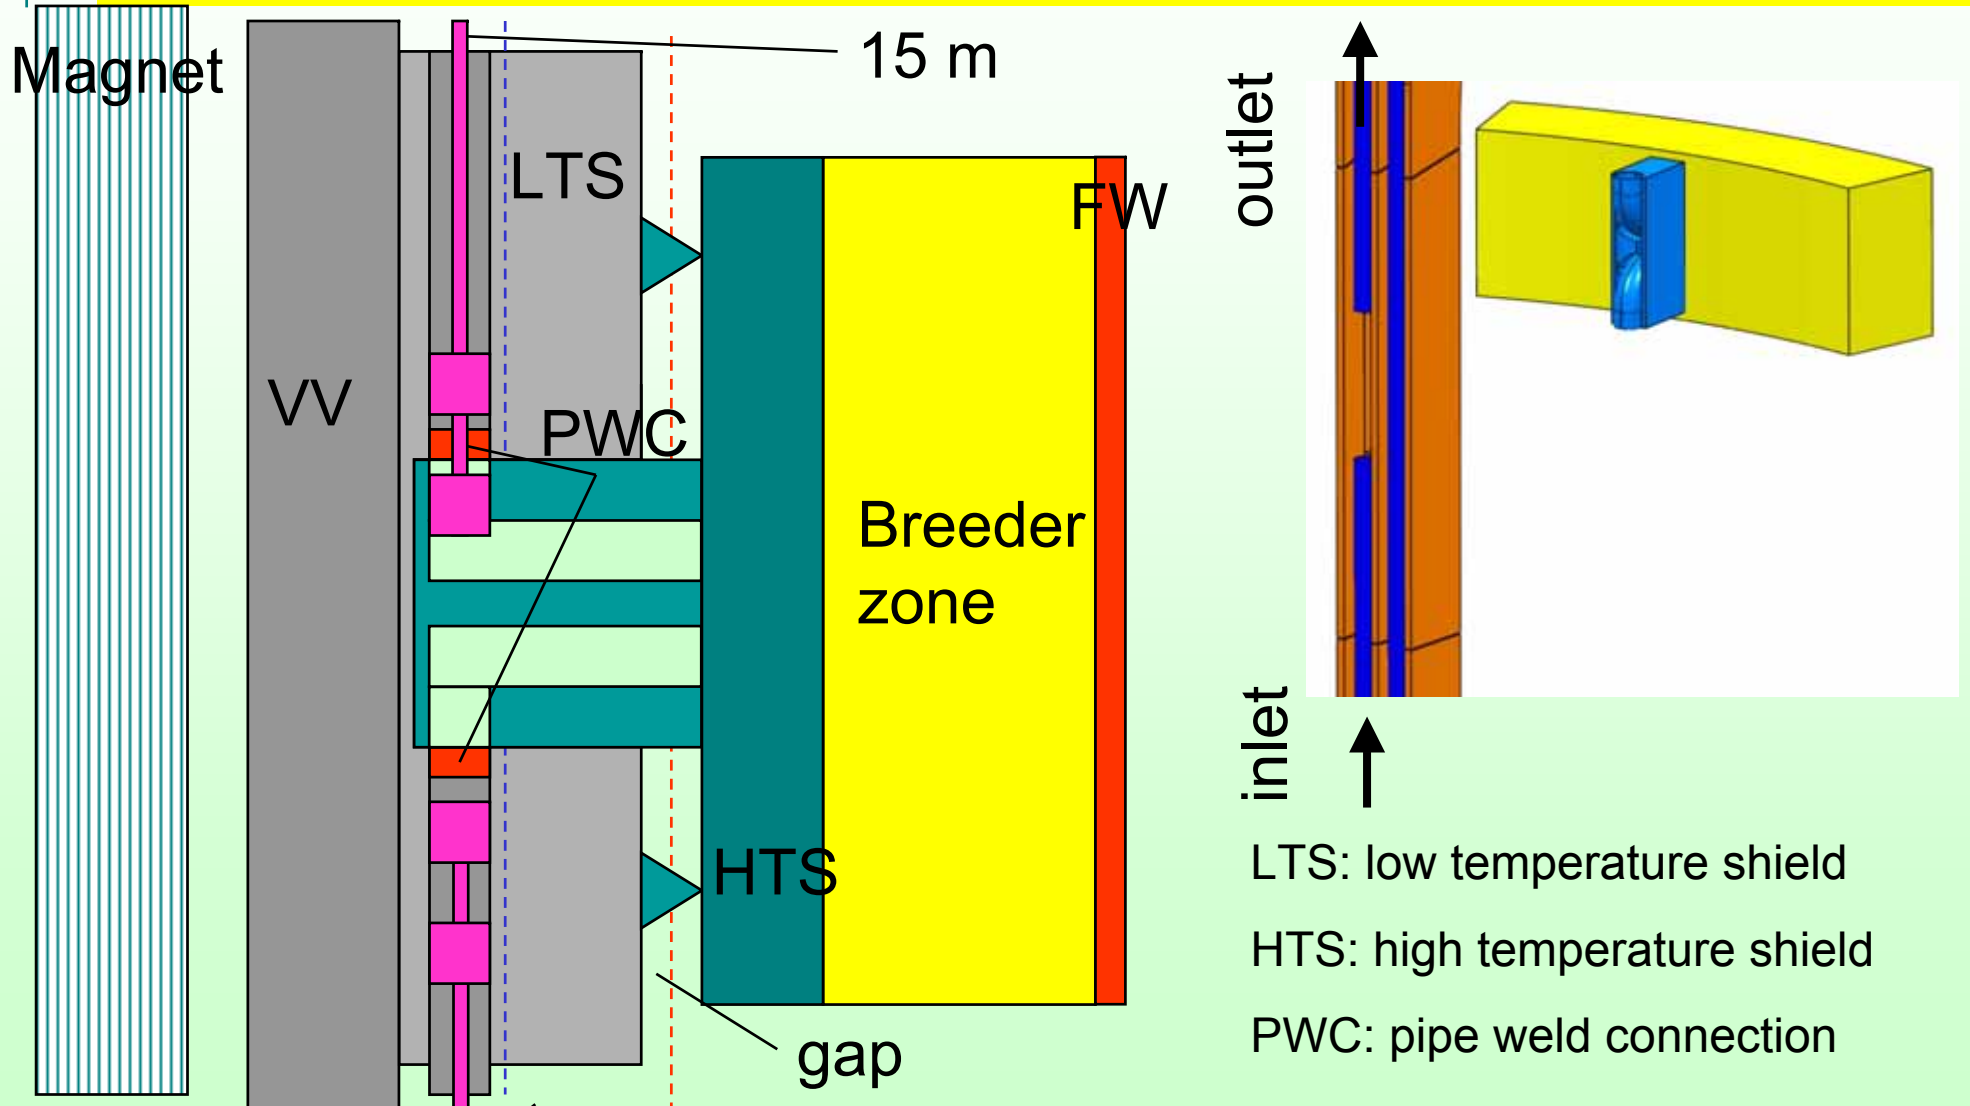 Magnet
15 m
LTS
FW
VV
PWC
Breeder
zone
HTS
gap
outlet
inlet
LTS: low temperature shield
HTS: high temperature shield
PWC: pipe weld connection